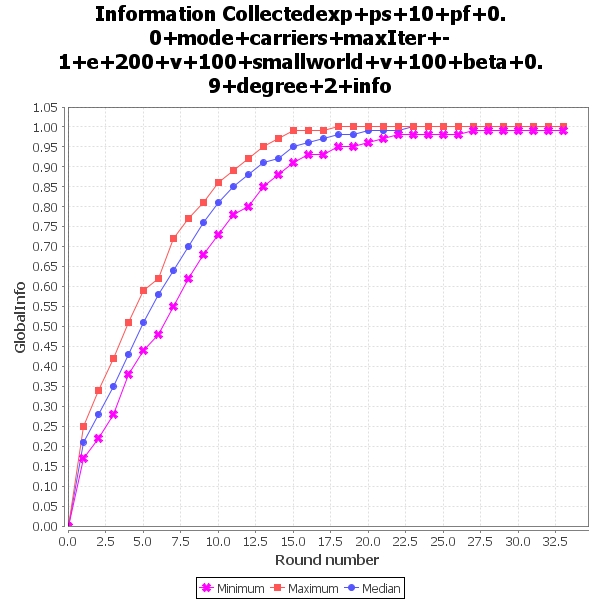 Information Collectedexp+ps+10+pf+0.
0+mode+carriers+maxIter+-
1+e+200+v+100+smallworld+v+100+beta+0.
9+degree+2+info
GlobalInfo
1.05
1.00
0.95
0.90
0.85
0.80
0.75
0.70
0.65
0.60
0.55
0.50
0.45
0.40
0.35
0.30
0.25
0.20
0.15
0.10
0.05
0.00
0.0 2.5 5.0 7.5 10.0 12.5 15.0 17.5 20.0 22.5 25.0 27.5 30.0 32.5
Round number
Minimum Maximum Median